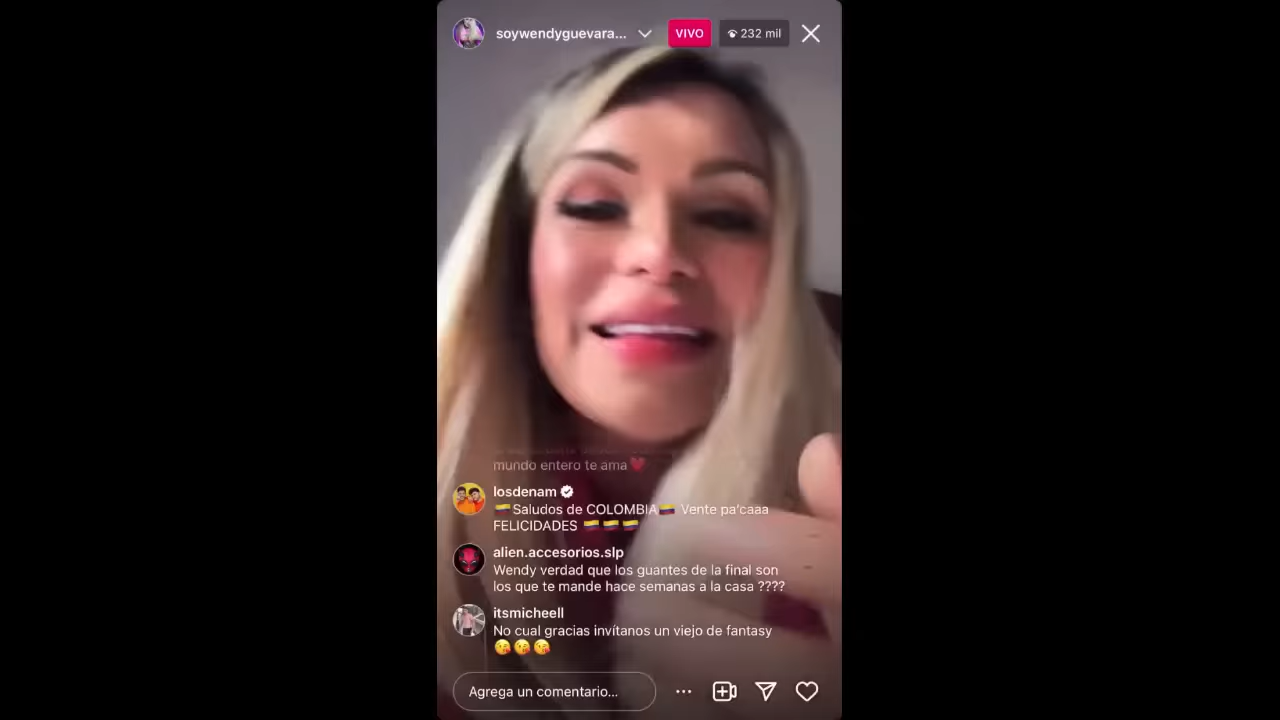 soywendyguevara...
VIVO
232 mil
mundo entero te ama❤️
losdenam
🇨🇴Saludos de COLOMBIA🇨🇴 Vente pa'caaa
FELICIDADES 🇨🇴🇨🇴🇨🇴
alien.accesorios.slp
Wendy verdad que los guantes de la final son
los que te mande hace semanas a la casa ????
itsmicheell
No cual gracias invítanos un viejo de fantasy
😘😘😘
Agrega un comentario...